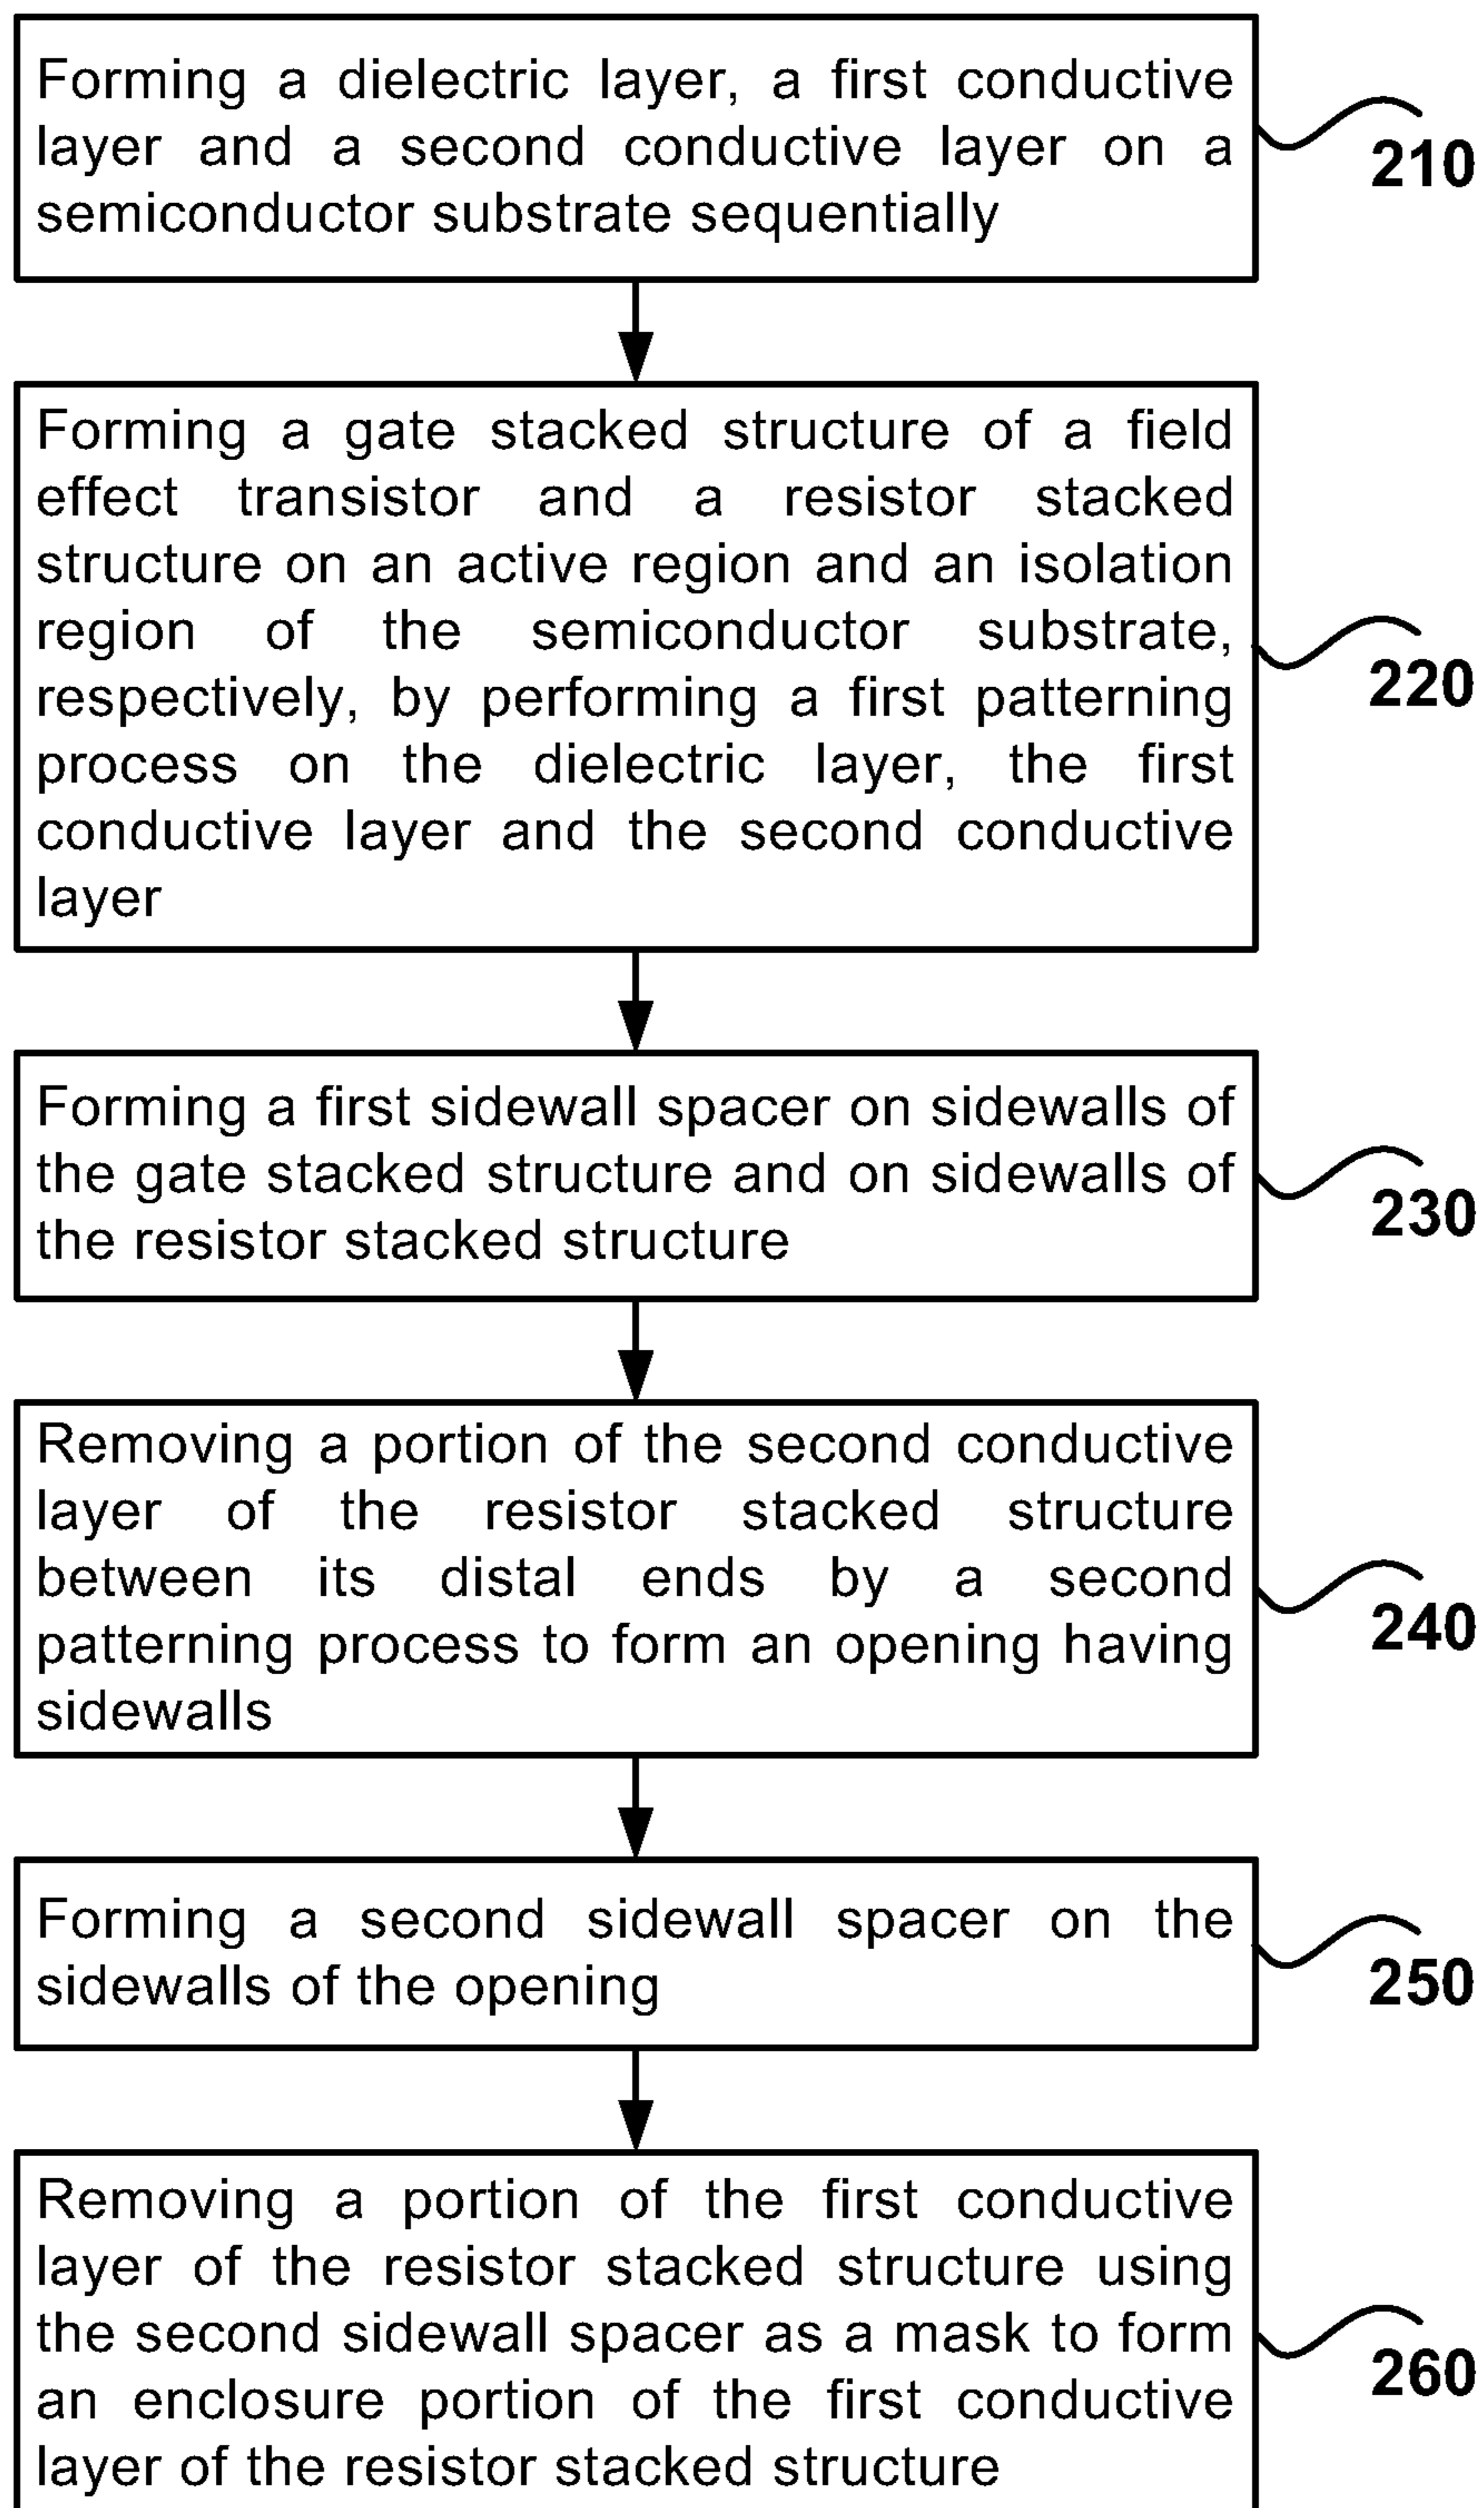 Forming a dielectric layer, a first conductive
layer and a second conductive layer on a
semiconductor substrate sequentially
210
Forming a gate stacked structure of a field
effect transistor and a resistor stacked
structure on an active region and an isolation
region of the semiconductor substrate,
respectively, by performing a first patterning
process on the dielectric layer, the first
conductive layer and the second conductive
layer
220
Forming a first sidewall spacer on sidewalls of
the gate stacked structure and on sidewalls of
the resistor stacked structure
230
Removing a portion of the second conductive
layer of the resistor stacked structure
between its distal ends by a second
patterning process to form an opening having
sidewalls
240
Forming a second sidewall spacer on the
sidewalls of the opening
250
Removing a portion of the first conductive
layer of the resistor stacked structure using
the second sidewall spacer as a mask to form
an enclosure portion of the first conductive
layer of the resistor stacked structure
260